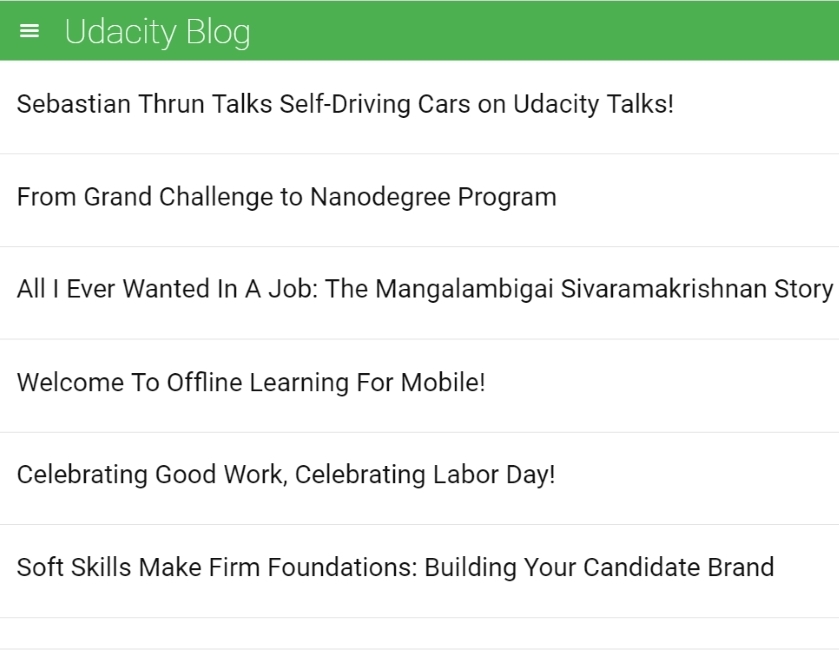 Udacity Blog
Sebastian Thrun Talks Self-Driving Cars on Udacity Talks!
From Grand Challenge to Nanodegree Program
All I Ever Wanted In A Job: The Mangalambigai Sivaramakrishnan Story
Welcome To Offline Learning For Mobile!
Celebrating Good Work, Celebrating Labor Day!
Soft Skills Make Firm Foundations: Building Your Candidate Brand